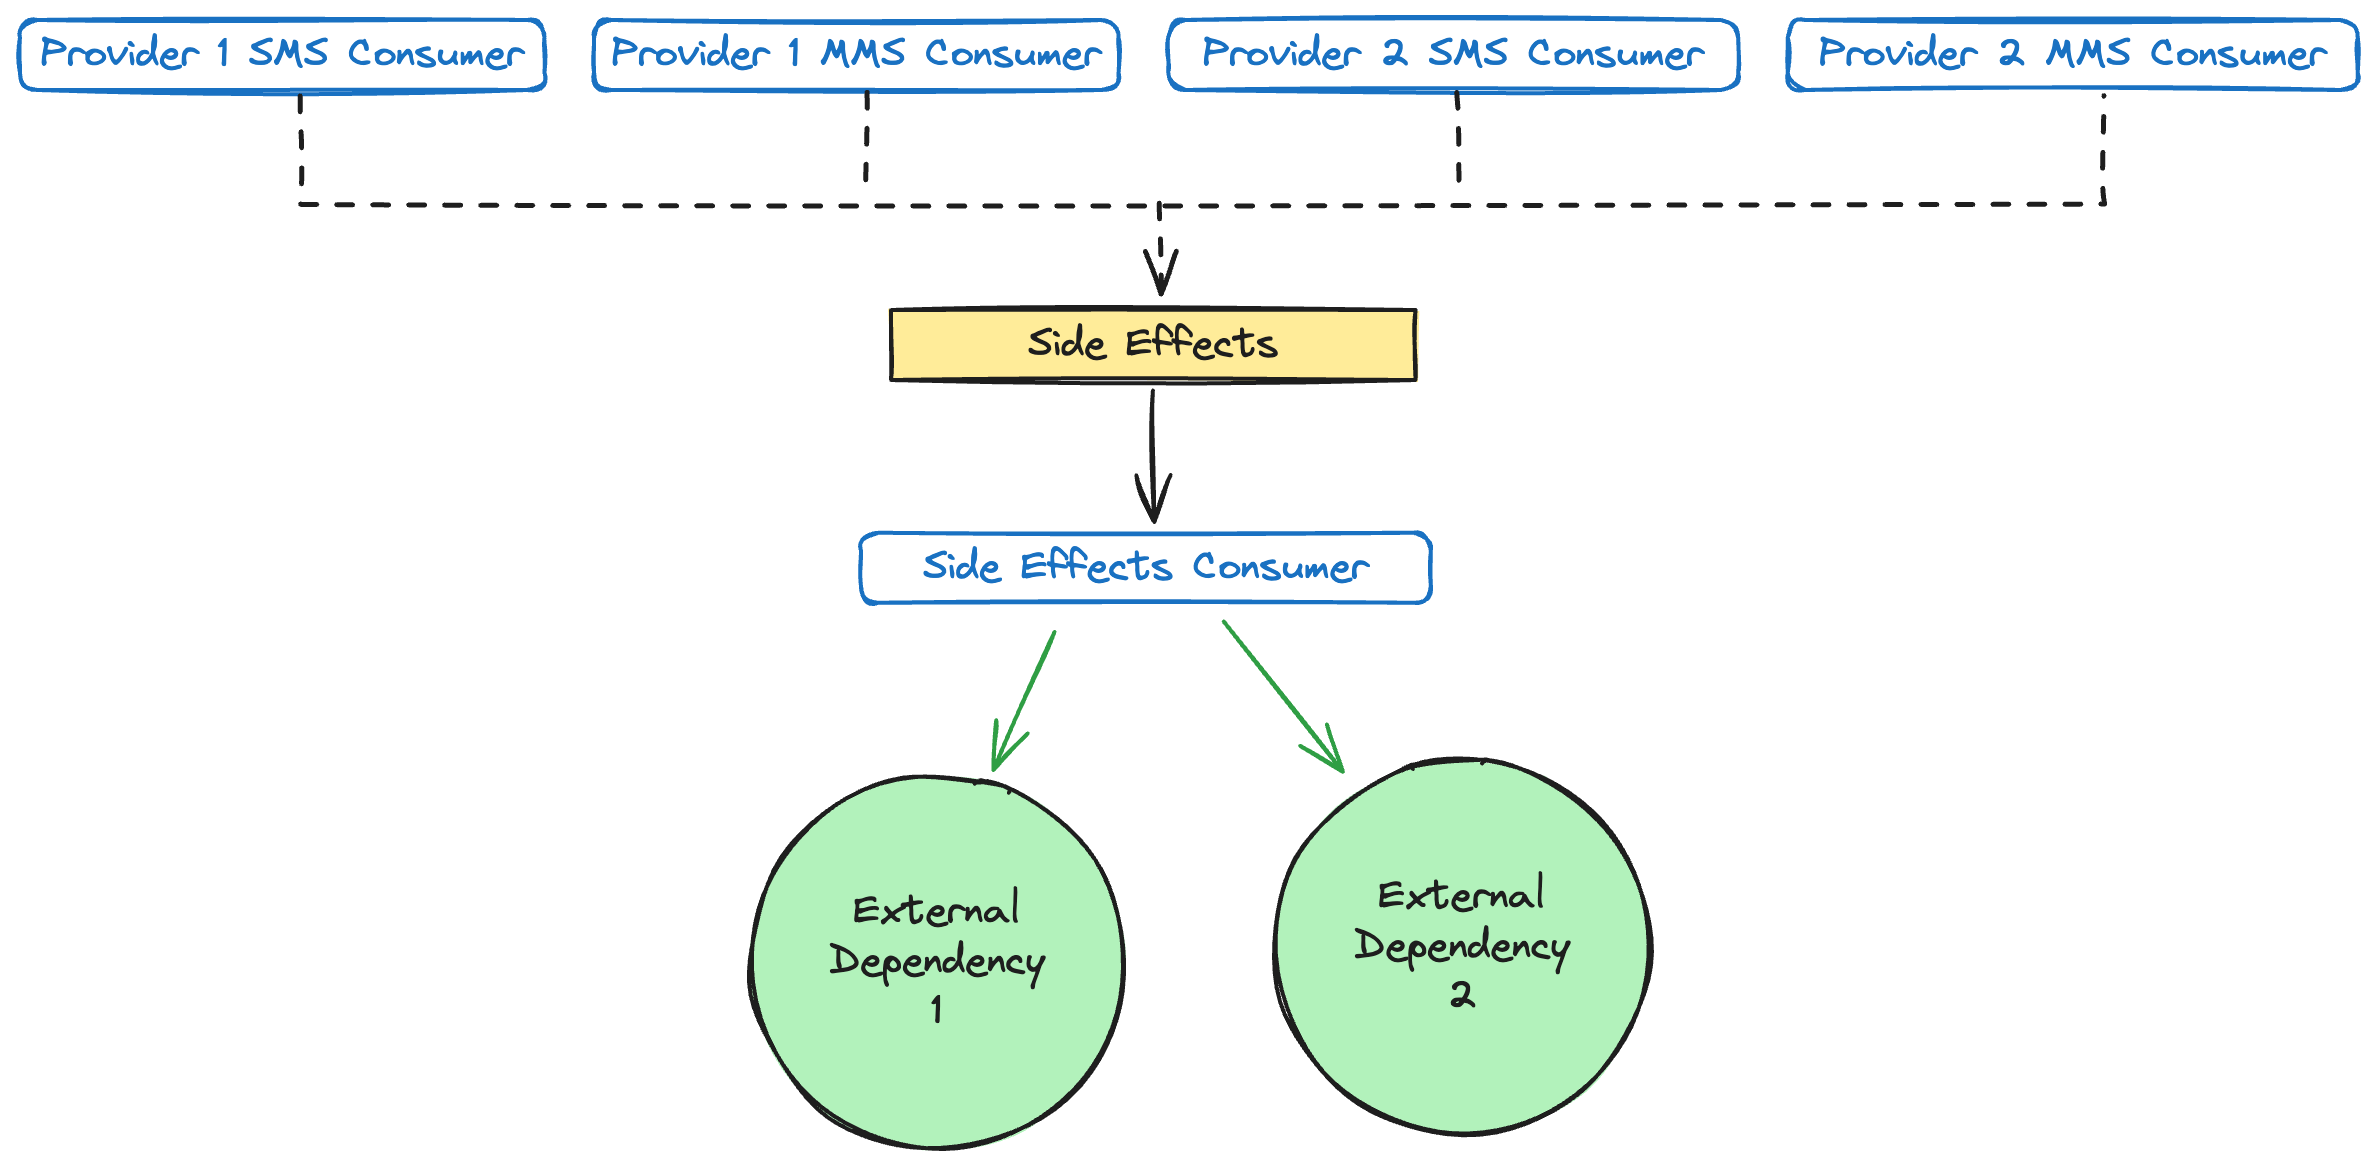 Provider 1 SMS Consumer
Provider 1 MMS Consumer
Provider 2 SMS Consumer
Provider 2 MMS Consumer
Side Effects
Side Effects Consumer
External
Dependency
1
External
Dependency
2